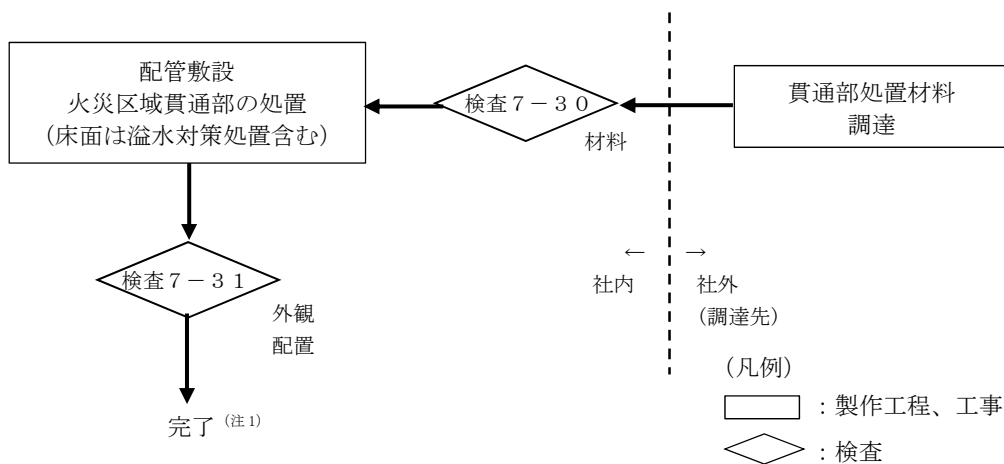 配管敷設
火災区域貫通部の処置
（床面は溢水対策処置含む）
検査７－３０
材料
貫通部処置材料
調達
検査７－３１
外観
配置
完了（注1）
← →
社内 社外
（調達先）
（凡例）
：製作工程、工事
：検査